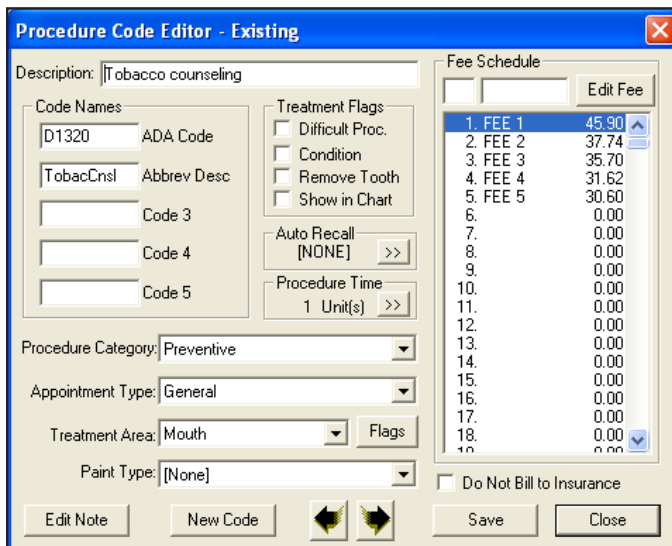 Procedure Code Editor - Existing
Description: Tobacco counseling
Code Names
D1320 ADA Code
TobacCnsl Abbrev Desc
Code 3
Code 4
Code 5
Treatment Flags
Difficult Proc.
Condition
Remove Tooth
Show in Chart
Auto Recall
[NONE] >>
Procedure Time
1 Unit(s) >>
Procedure Category: Preventive
Appointment Type: General
Treatment Area: Mouth Flags
Paint Type: [None]
Edit Note New Code
Fee Schedule
Edit Fee
1. FEE 1 45.90
2. FEE 2 37.74
3. FEE 3 35.70
4. FEE 4 31.62
5. FEE 5 30.60
6. 0.00
7. 0.00
8. 0.00
9. 0.00
10. 0.00
11. 0.00
12. 0.00
13. 0.00
14. 0.00
15. 0.00
16. 0.00
17. 0.00
18. 0.00
Do Not Bill to Insurance
Save Close